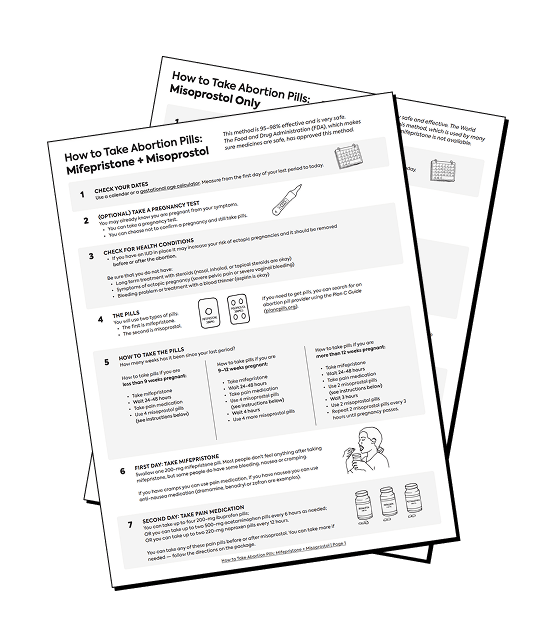 How to Take Abortion Pills:
Misoprostol Only
safe and effective. The World
this method, which is used by many
mifepristone is not available.
today.
How to Take Abortion Pills:
Mifepristone + Misoprostol
This method is 95–98% effective and is very safe.
The Food and Drug Administration (FDA), which makes
sure medicines are safe, has approved this method.
1 CHECK YOUR DATES
Use a calendar or a gestational age calculator. Measure from the first day of your last period to today.
2 (OPTIONAL) TAKE A PREGNANCY TEST
You may already know you are pregnant from your symptoms.
• You can take a pregnancy test.
• You can choose not to confirm a pregnancy and still take pills.
3 CHECK FOR HEALTH CONDITIONS
• If you have an IUD in place it may increase your risk of ectopic pregnancies and it should be removed
before or after the abortion.
Be sure that you do not have:
• Long term treatment with steroids (nasal, inhaled, or topical steroids are okay)
• Symptoms of ectopic pregnancy (severe pelvic pain or severe vaginal bleeding)
• Bleeding problem or treatment with a blood thinner (aspirin is okay)
4 THE PILLS
You will use two types of pills.
• The first is mifepristone.
• The second is misoprostol.
If you need to get pills, you can search for an
abortion pill provider using the Plan C Guide
(plancpills.org).
5 HOW TO TAKE THE PILLS
How many weeks has it been since your last period?
How to take pills if you are
less than 9 weeks pregnant:
• Take mifepristone
• Wait 24-48 hours
• Take pain medication
• Use 4 misoprostol pills
(see instructions below)
How to take pills if you are
9–12 weeks pregnant:
• Take mifepristone
• Wait 24-48 hours
• Take pain medication
• Use 4 misoprostol pills
(see instructions below)
• Wait 4 hours
• Use 4 more misoprostol pills
How to take pills if you are
more than 12 weeks pregnant:
• Take mifepristone
• Wait 24-48 hours
• Take pain medication
• Use 2 misoprostol pills
(see instructions below)
• Wait 3 hours
• Use 2 misoprostol pills
• Repeat 2 misoprostol pills every 3
hours until pregnancy passes.
6 FIRST DAY: TAKE MIFEPRISTONE
Swallow one 200-mg mifepristone pill. Most people don't feel anything after taking
mifepristone, but some people do have some bleeding, nausea or cramping.
If you have cramps you can use pain medication. If you have nausea you can use
anti-nausea medication (dramamine, benadryl or zofran are examples).
7 SECOND DAY: TAKE PAIN MEDICATION
You can take up to four 200-mg ibuprofen pills;
OR you can take up to two 500-mg acetaminophen pills every 6 hours as needed;
OR you can take up to two 220-mg naproxen pills every 12 hours.
You can take any of these pain pills before or after misoprostol. You can take more if
needed — follow the directions on the package.
How to Take Abortion Pills: Mifepristone + Misoprostol | Page 1